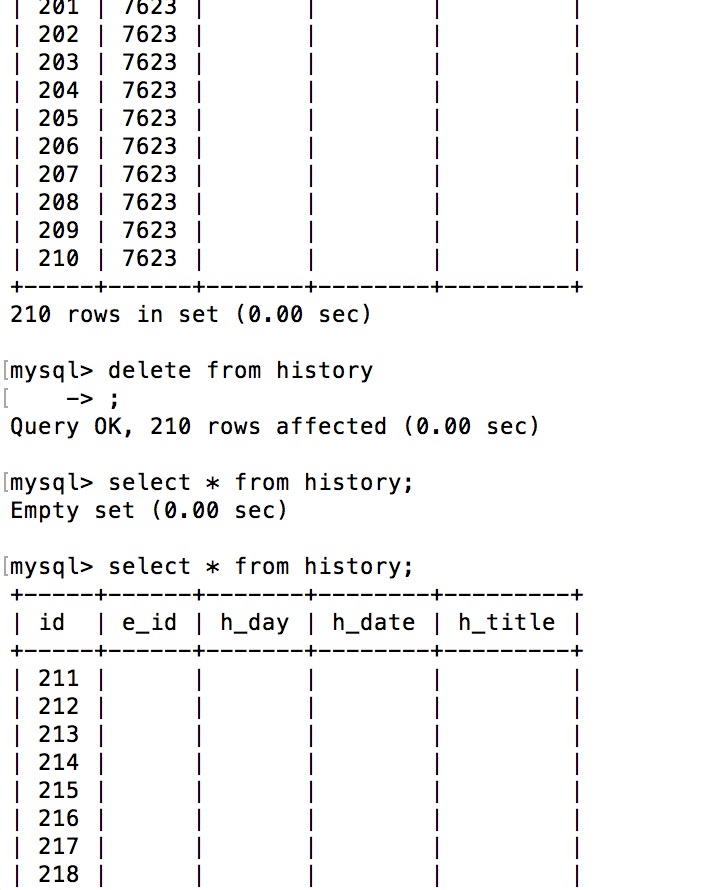 | 201 | 7623 |       |        |         |
| 202 | 7623 |       |        |         |
| 203 | 7623 |       |        |         |
| 204 | 7623 |       |        |         |
| 205 | 7623 |       |        |         |
| 206 | 7623 |       |        |         |
| 207 | 7623 |       |        |         |
| 208 | 7623 |       |        |         |
| 209 | 7623 |       |        |         |
| 210 | 7623 |       |        |         |
+-----+------+-------+--------+---------+
210 rows in set (0.00 sec)
[mysql> delete from history
[    -> ;
Query OK, 210 rows affected (0.00 sec)
[mysql> select * from history;
Empty set (0.00 sec)
[mysql> select * from history;
+-----+------+-------+--------+---------+
| id  | e_id | h_day | h_date | h_title |
+-----+------+-------+--------+---------+
| 211 |      |       |        |         |
| 212 |      |       |        |         |
| 213 |      |       |        |         |
| 214 |      |       |        |         |
| 215 |      |       |        |         |
| 216 |      |       |        |         |
| 217 |      |       |        |         |
| 218 |      |       |        |         |